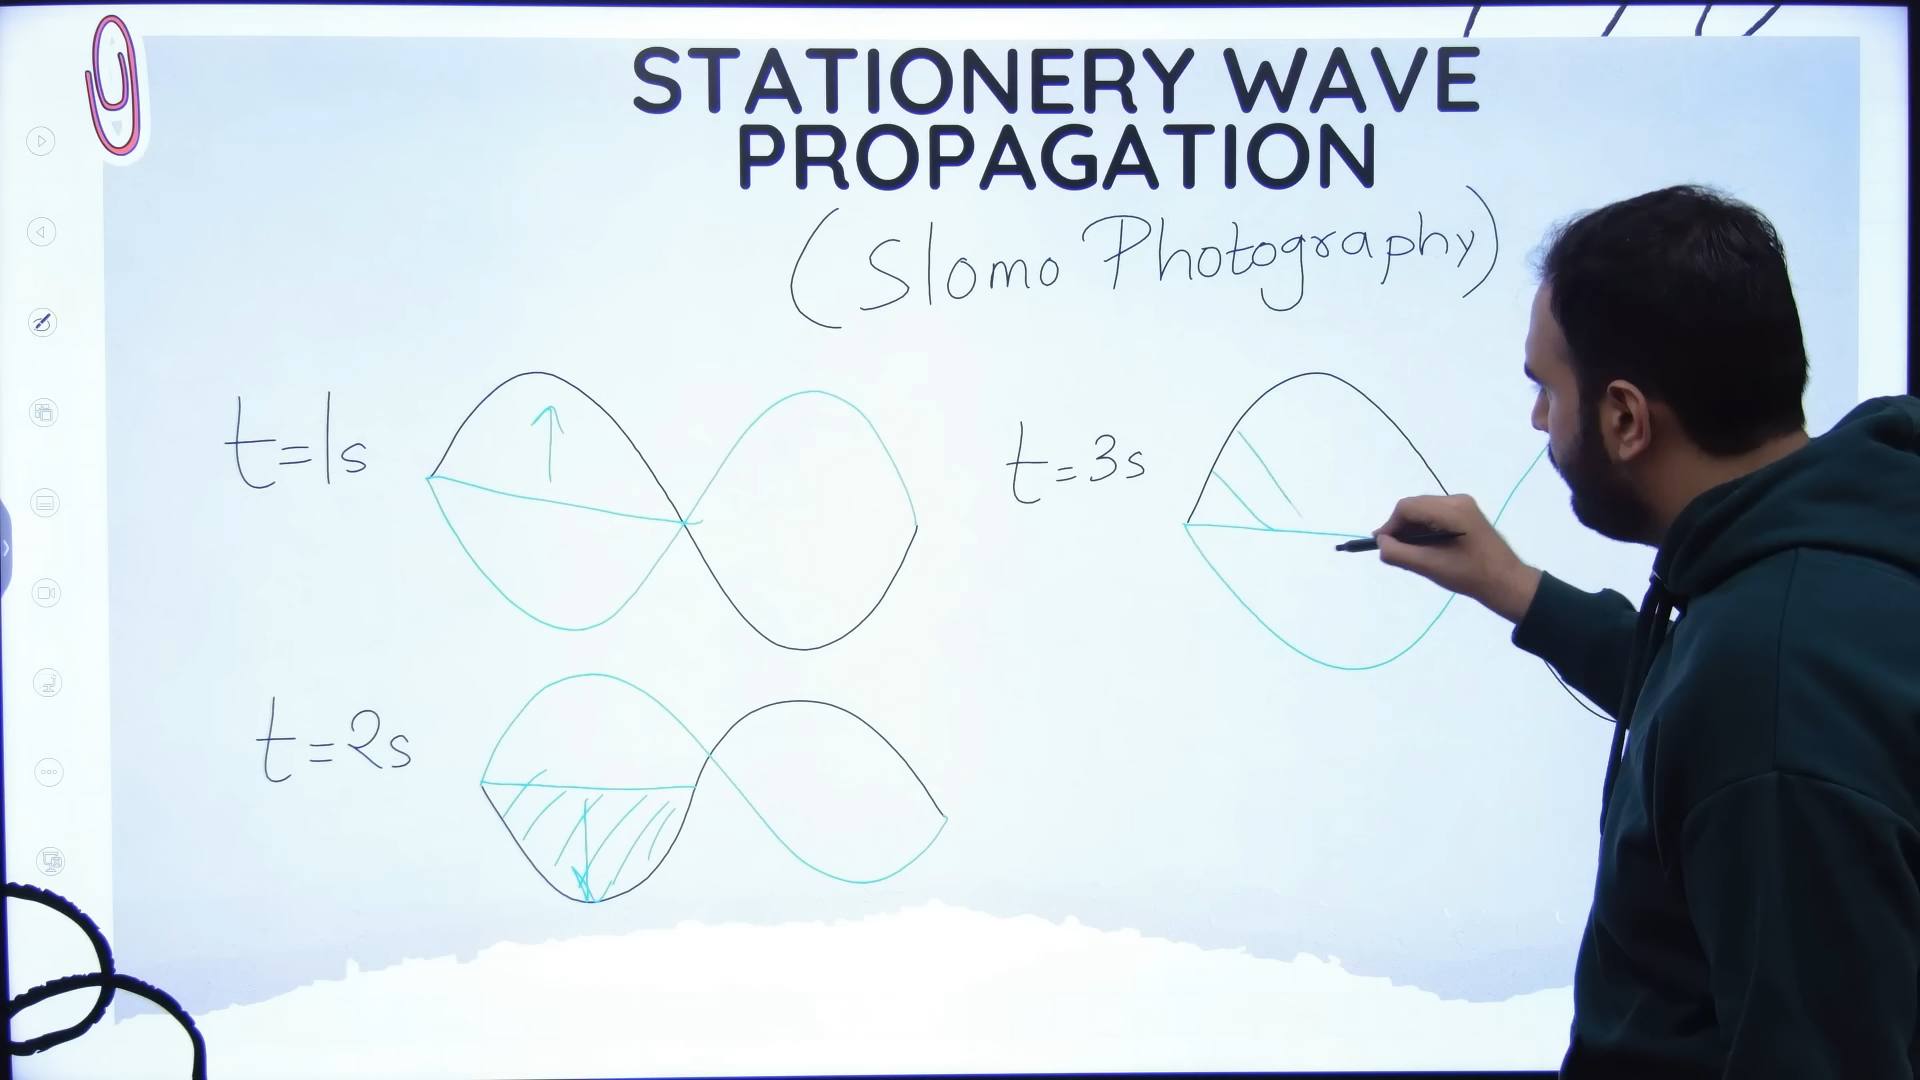 STATIONERY WAVE
PROPAGATION
(Slomo Photography)
t=1s
t=3s
t=2s